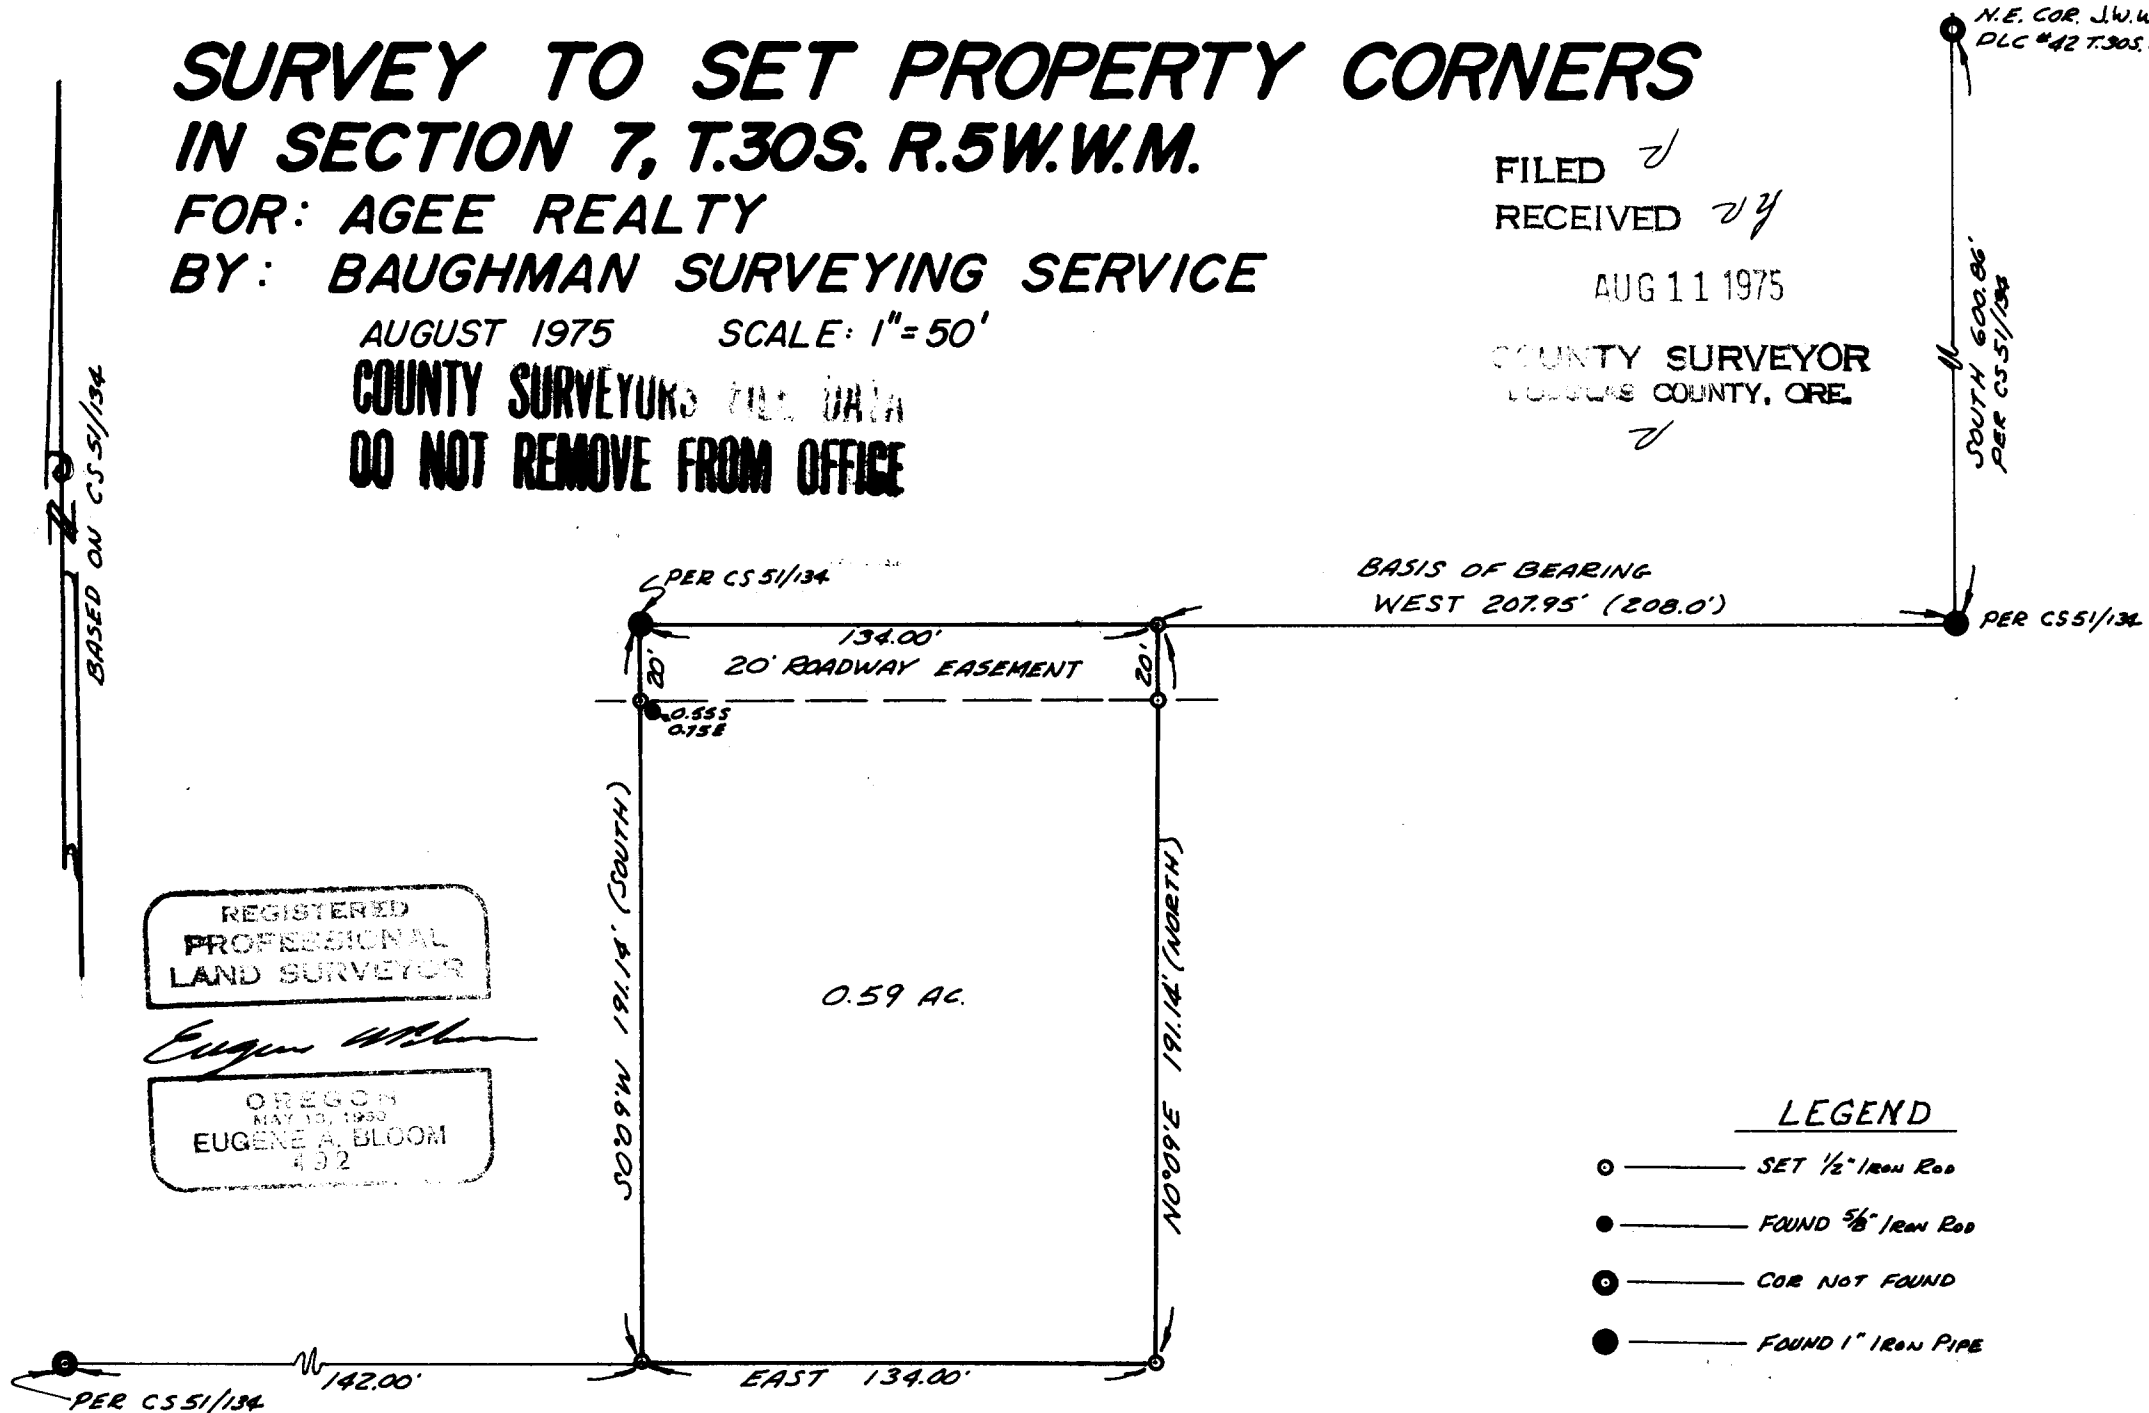 SURVEY TO SET PROPERTY CORNERS
IN SECTION 7, T.30S. R.5W.W.M.
FOR: AGEE REALTY
BY: BAUGHMAN SURVEYING SERVICE
AUGUST 1975 SCALE: 1"=50'
COUNTY SURVEYORS FILE DATA
DO NOT REMOVE FROM OFFICE
FILED
RECEIVED
AUG 11 1975
COUNTY SURVEYOR
DOUGLAS COUNTY, ORE.
N.E. COR. J.W.
DLC #42 T.30S.
SOUTH 600.86'
PER CS 51/134
BASED ON CS 51/134
N
PER CS 51/134
BASIS OF BEARING
WEST 207.95' (208.0')
PER CS 51/134
134.00'
20' ROADWAY EASEMENT
20'
20'
0.55 S
0.75 E
S0°09'W 191.14' (SOUTH)
N0°09'E 191.14' (NORTH)
0.59 AC.
REGISTERED
PROFESSIONAL
LAND SURVEYOR
OREGON
EUGENE A. BLOOM
492
LEGEND
SET 1/2" IRON ROD
FOUND 5/8" IRON ROD
COR NOT FOUND
FOUND 1" IRON PIPE
142.00'
EAST 134.00'
PER CS 51/134